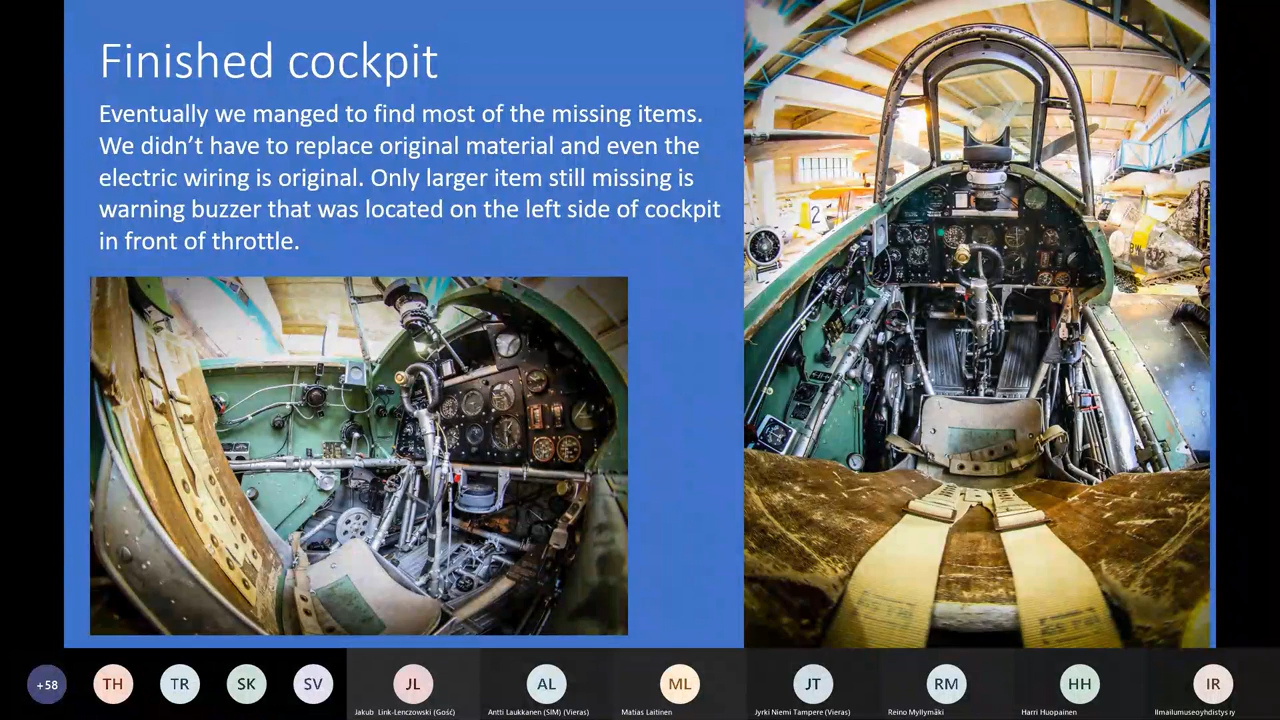 Finished cockpit
Eventually we manged to find most of the missing items.
We didn't have to replace original material and even the
electric wiring is original. Only larger item still missing is
warning buzzer that was located on the left side of cockpit
in front of throttle.
2
+58
TH
TR
SK
SV
JL
AL
ML
JT
RM
HH
IR
Jakub Link-Lenczowski (Gość)
Antti Laukkanen (SIM) (Vieras)
Matias Laitinen
Jyrki Niemi Tampere (Vieras)
Reino Myllymäki
Harri Huopainen
Ilmailumuseoyhdistys ry